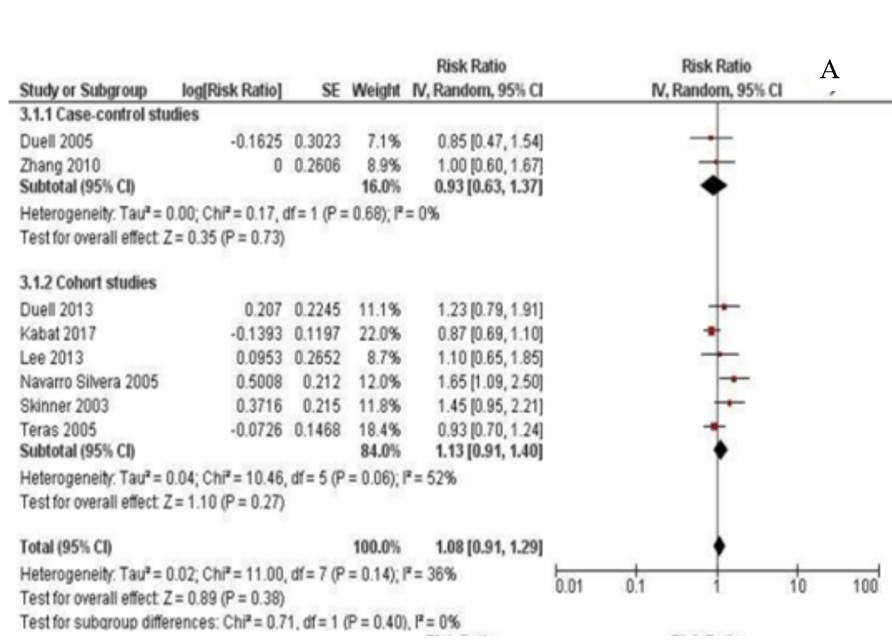 Risk Ratio Risk Ratio A
Study or Subgroup log[Risk Ratio] SE Weight IV, Random, 95% CI IV, Random, 95% CI
3.1.1 Case-control studies
Duell 2005 -0.1625 0.3023 7.1% 0.85 [0.47, 1.54]
Zhang 2010 0 0.2606 8.9% 1.00 [0.60, 1.67]
Subtotal (95% CI) 16.0% 0.93 [0.63, 1.37]
Heterogeneity: Tau² = 0.00; Chi² = 0.17, df = 1 (P = 0.68); I² = 0%
Test for overall effect: Z = 0.35 (P = 0.73)
3.1.2 Cohort studies
Duell 2013 0.207 0.2245 11.1% 1.23 [0.79, 1.91]
Kabat 2017 -0.1393 0.1197 22.0% 0.87 [0.69, 1.10]
Lee 2013 0.0953 0.2652 8.7% 1.10 [0.65, 1.85]
Navarro Silvera 2005 0.5008 0.212 12.0% 1.65 [1.09, 2.50]
Skinner 2003 0.3716 0.215 11.8% 1.45 [0.95, 2.21]
Teras 2005 -0.0726 0.1468 18.4% 0.93 [0.70, 1.24]
Subtotal (95% CI) 84.0% 1.13 [0.91, 1.40]
Heterogeneity: Tau² = 0.04; Chi² = 10.46, df = 5 (P = 0.06); I² = 52%
Test for overall effect: Z = 1.10 (P = 0.27)
Total (95% CI) 100.0% 1.08 [0.91, 1.29]
Heterogeneity: Tau² = 0.02; Chi² = 11.00, df = 7 (P = 0.14); I² = 36%
0.01 0.1 1 10 100
Test for overall effect: Z = 0.89 (P = 0.38)
Test for subgroup differences: Chi² = 0.71, df = 1 (P = 0.40), I² = 0%